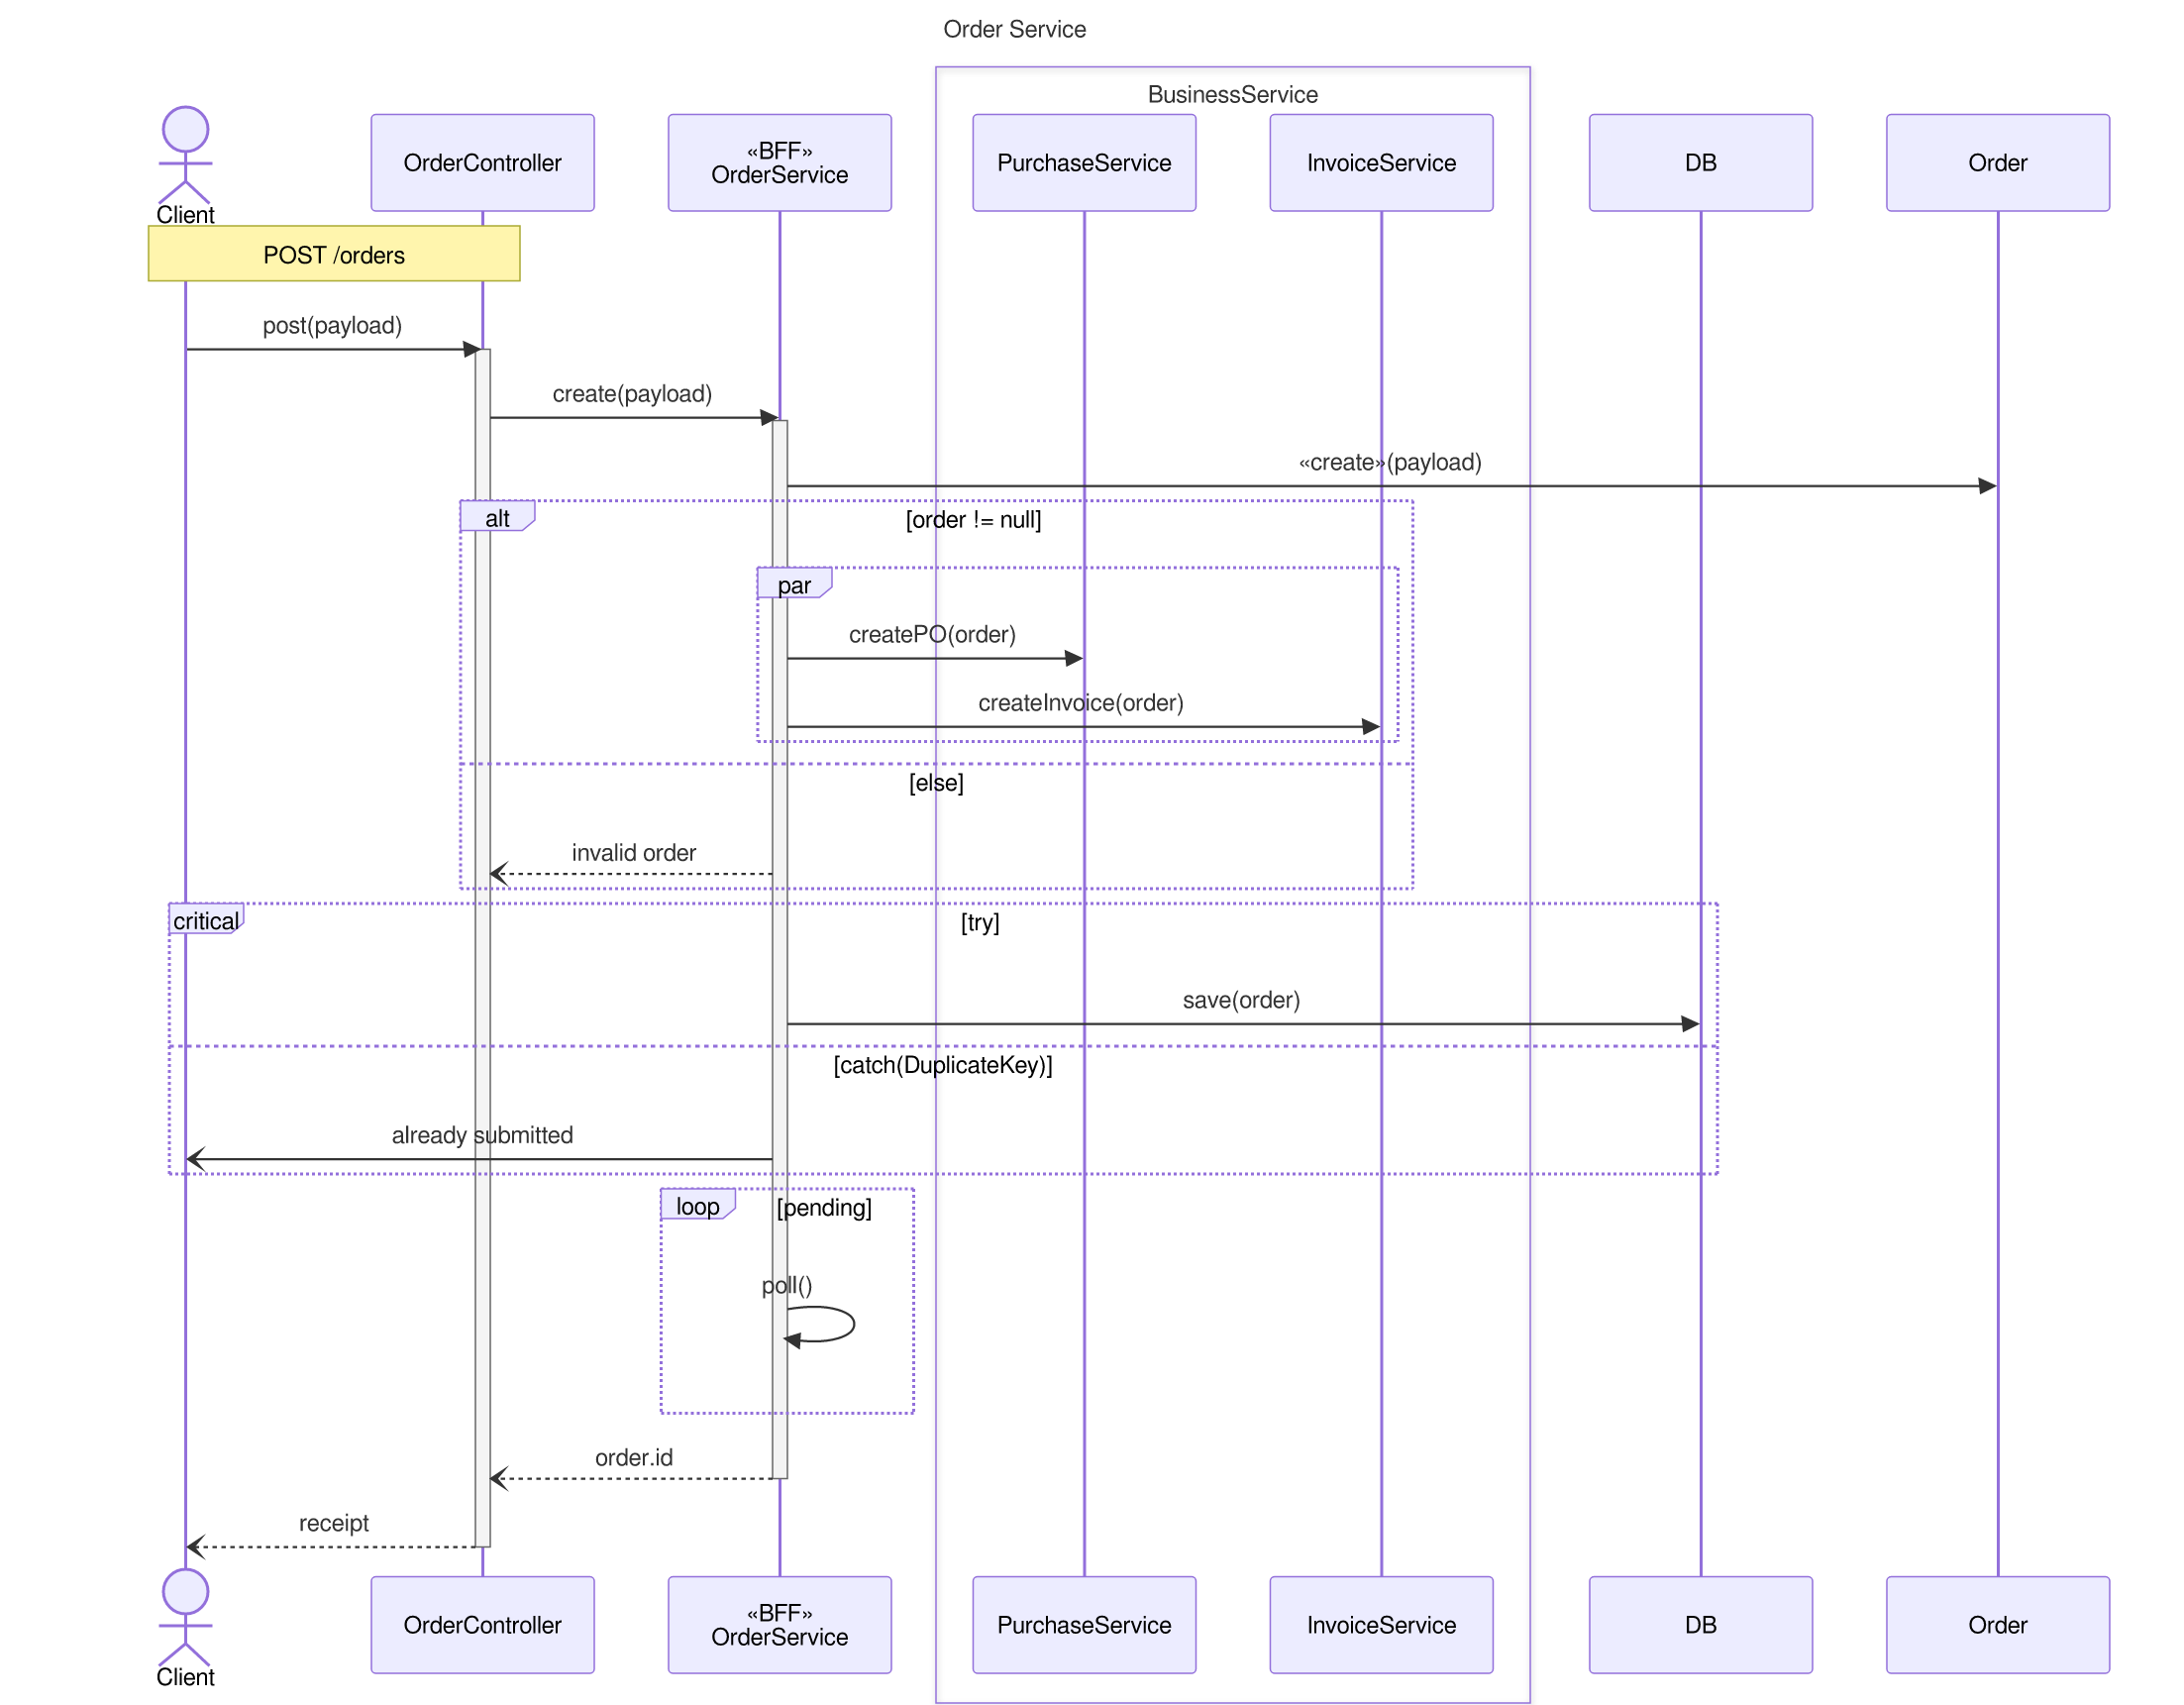 Order Service
BusinessService
Client
OrderController
«BFF»
OrderService
PurchaseService
InvoiceService
DB
Order
POST /orders
post(payload)
create(payload)
«create»(payload)
alt
[order != null]
par
createPO(order)
createInvoice(order)
[else]
invalid order
critical
[try]
save(order)
[catch(DuplicateKey)]
already submitted
loop
[pending]
poll()
order.id
receipt
Client
OrderController
«BFF»
OrderService
PurchaseService
InvoiceService
DB
Order